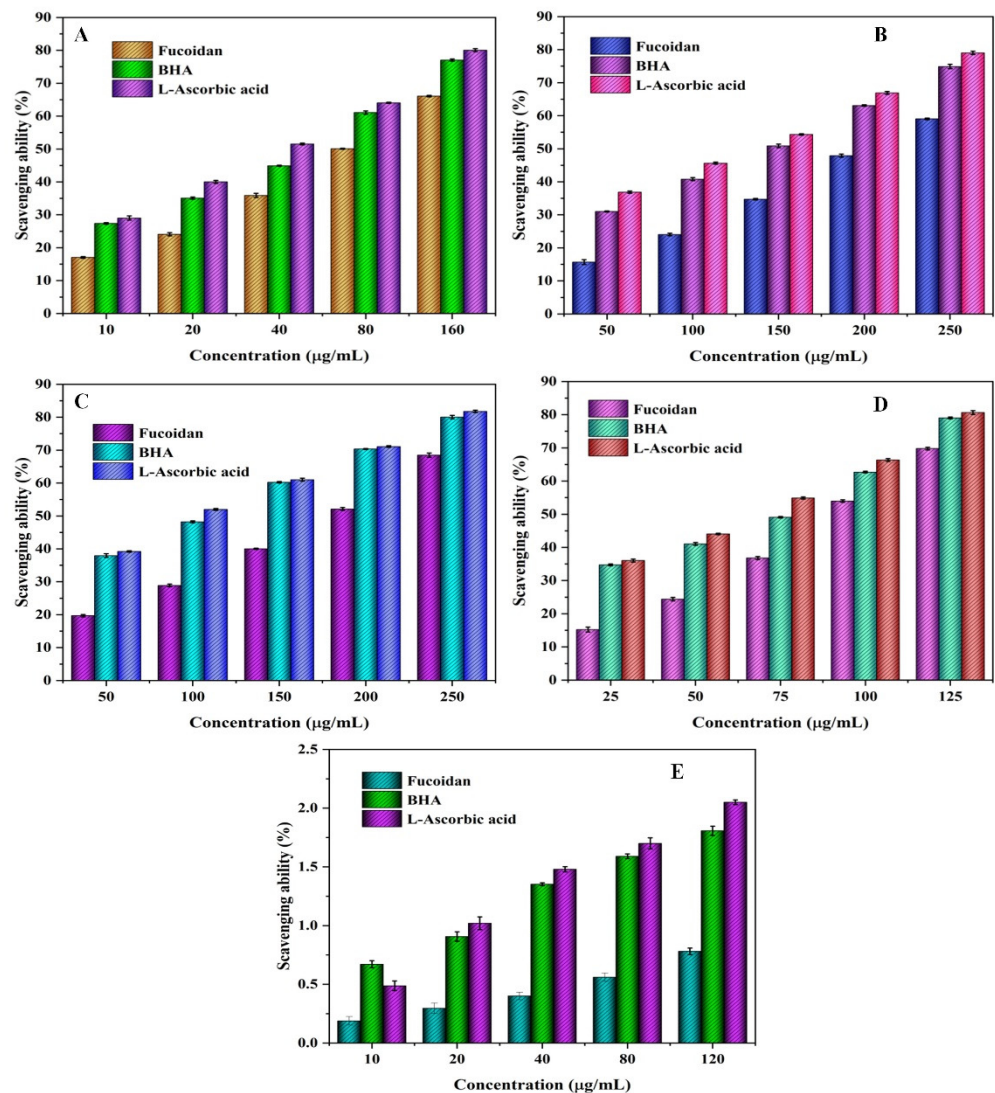 A
Fucoidan
BHA
L-Ascorbic acid
Scavenging ability (%)
90
80
70
60
50
40
30
20
10
0
10 20 40 80 160
Concentration (μg/mL)
B
Fucoidan
BHA
L-Ascorbic acid
Scavenging ability (%)
90
80
70
60
50
40
30
20
10
0
50 100 150 200 250
Concentration (μg/mL)
C
Fucoidan
BHA
L-Ascorbic acid
Scavenging ability (%)
90
80
70
60
50
40
30
20
10
0
50 100 150 200 250
Concentration (μg/mL)
D
Fucoidan
BHA
L-Ascorbic acid
Scavenging ability (%)
90
80
70
60
50
40
30
20
10
0
25 50 75 100 125
Concentration (μg/mL)
E
Fucoidan
BHA
L-Ascorbic acid
Scavenging ability (%)
2.5
2.0
1.5
1.0
0.5
0.0
10 20 40 80 120
Concentration (μg/mL)